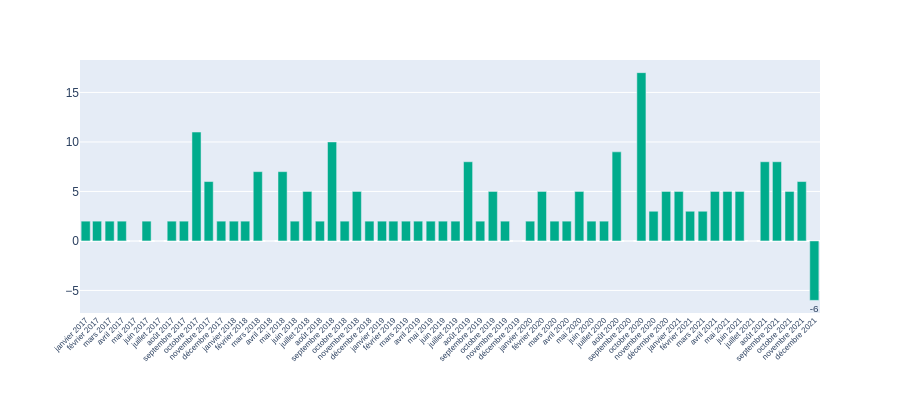 15
10
5
0
−5
-6
janvier 2017
février 2017
mars 2017
avril 2017
mai 2017
juin 2017
juillet 2017
août 2017
septembre 2017
octobre 2017
novembre 2017
décembre 2017
janvier 2018
février 2018
mars 2018
avril 2018
mai 2018
juin 2018
juillet 2018
août 2018
septembre 2018
octobre 2018
novembre 2018
décembre 2018
janvier 2019
février 2019
mars 2019
avril 2019
mai 2019
juin 2019
juillet 2019
août 2019
septembre 2019
octobre 2019
novembre 2019
décembre 2019
janvier 2020
février 2020
mars 2020
avril 2020
mai 2020
juin 2020
juillet 2020
août 2020
septembre 2020
octobre 2020
novembre 2020
décembre 2020
janvier 2021
février 2021
mars 2021
avril 2021
mai 2021
juin 2021
juillet 2021
août 2021
septembre 2021
octobre 2021
novembre 2021
décembre 2021